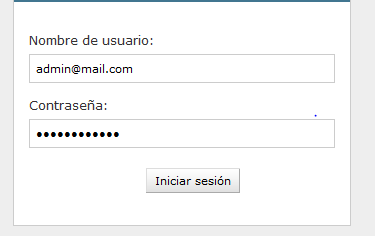 Nombre de usuario:
admin@mail.com
Contraseña:
••••••••••••
Iniciar sesión